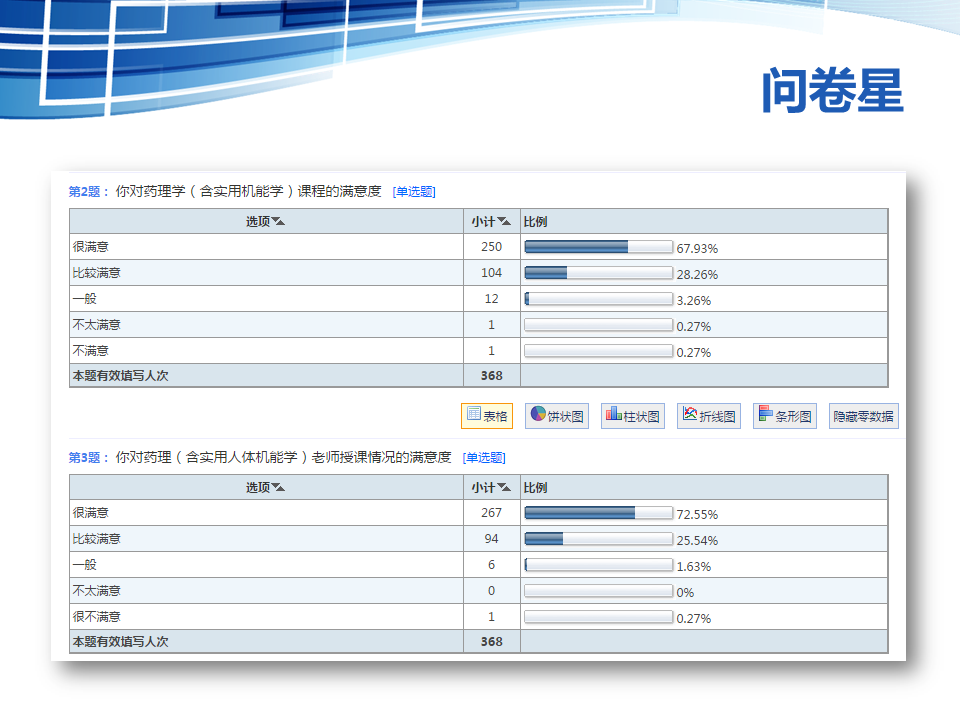 问卷星
第2题： 你对药理学（含实用机能学）课程的满意度 [单选题]
选项 小计 比例
很满意 250 67.93%
比较满意 104 28.26%
一般 12 3.26%
不太满意 1 0.27%
不满意 1 0.27%
本题有效填写人次 368
表格 饼状图 柱状图 折线图 条形图 隐藏零数据
第3题： 你对药理（含实用人体机能学）老师授课情况的满意度 [单选题]
选项 小计 比例
很满意 267 72.55%
比较满意 94 25.54%
一般 6 1.63%
不太满意 0 0%
很不满意 1 0.27%
本题有效填写人次 368